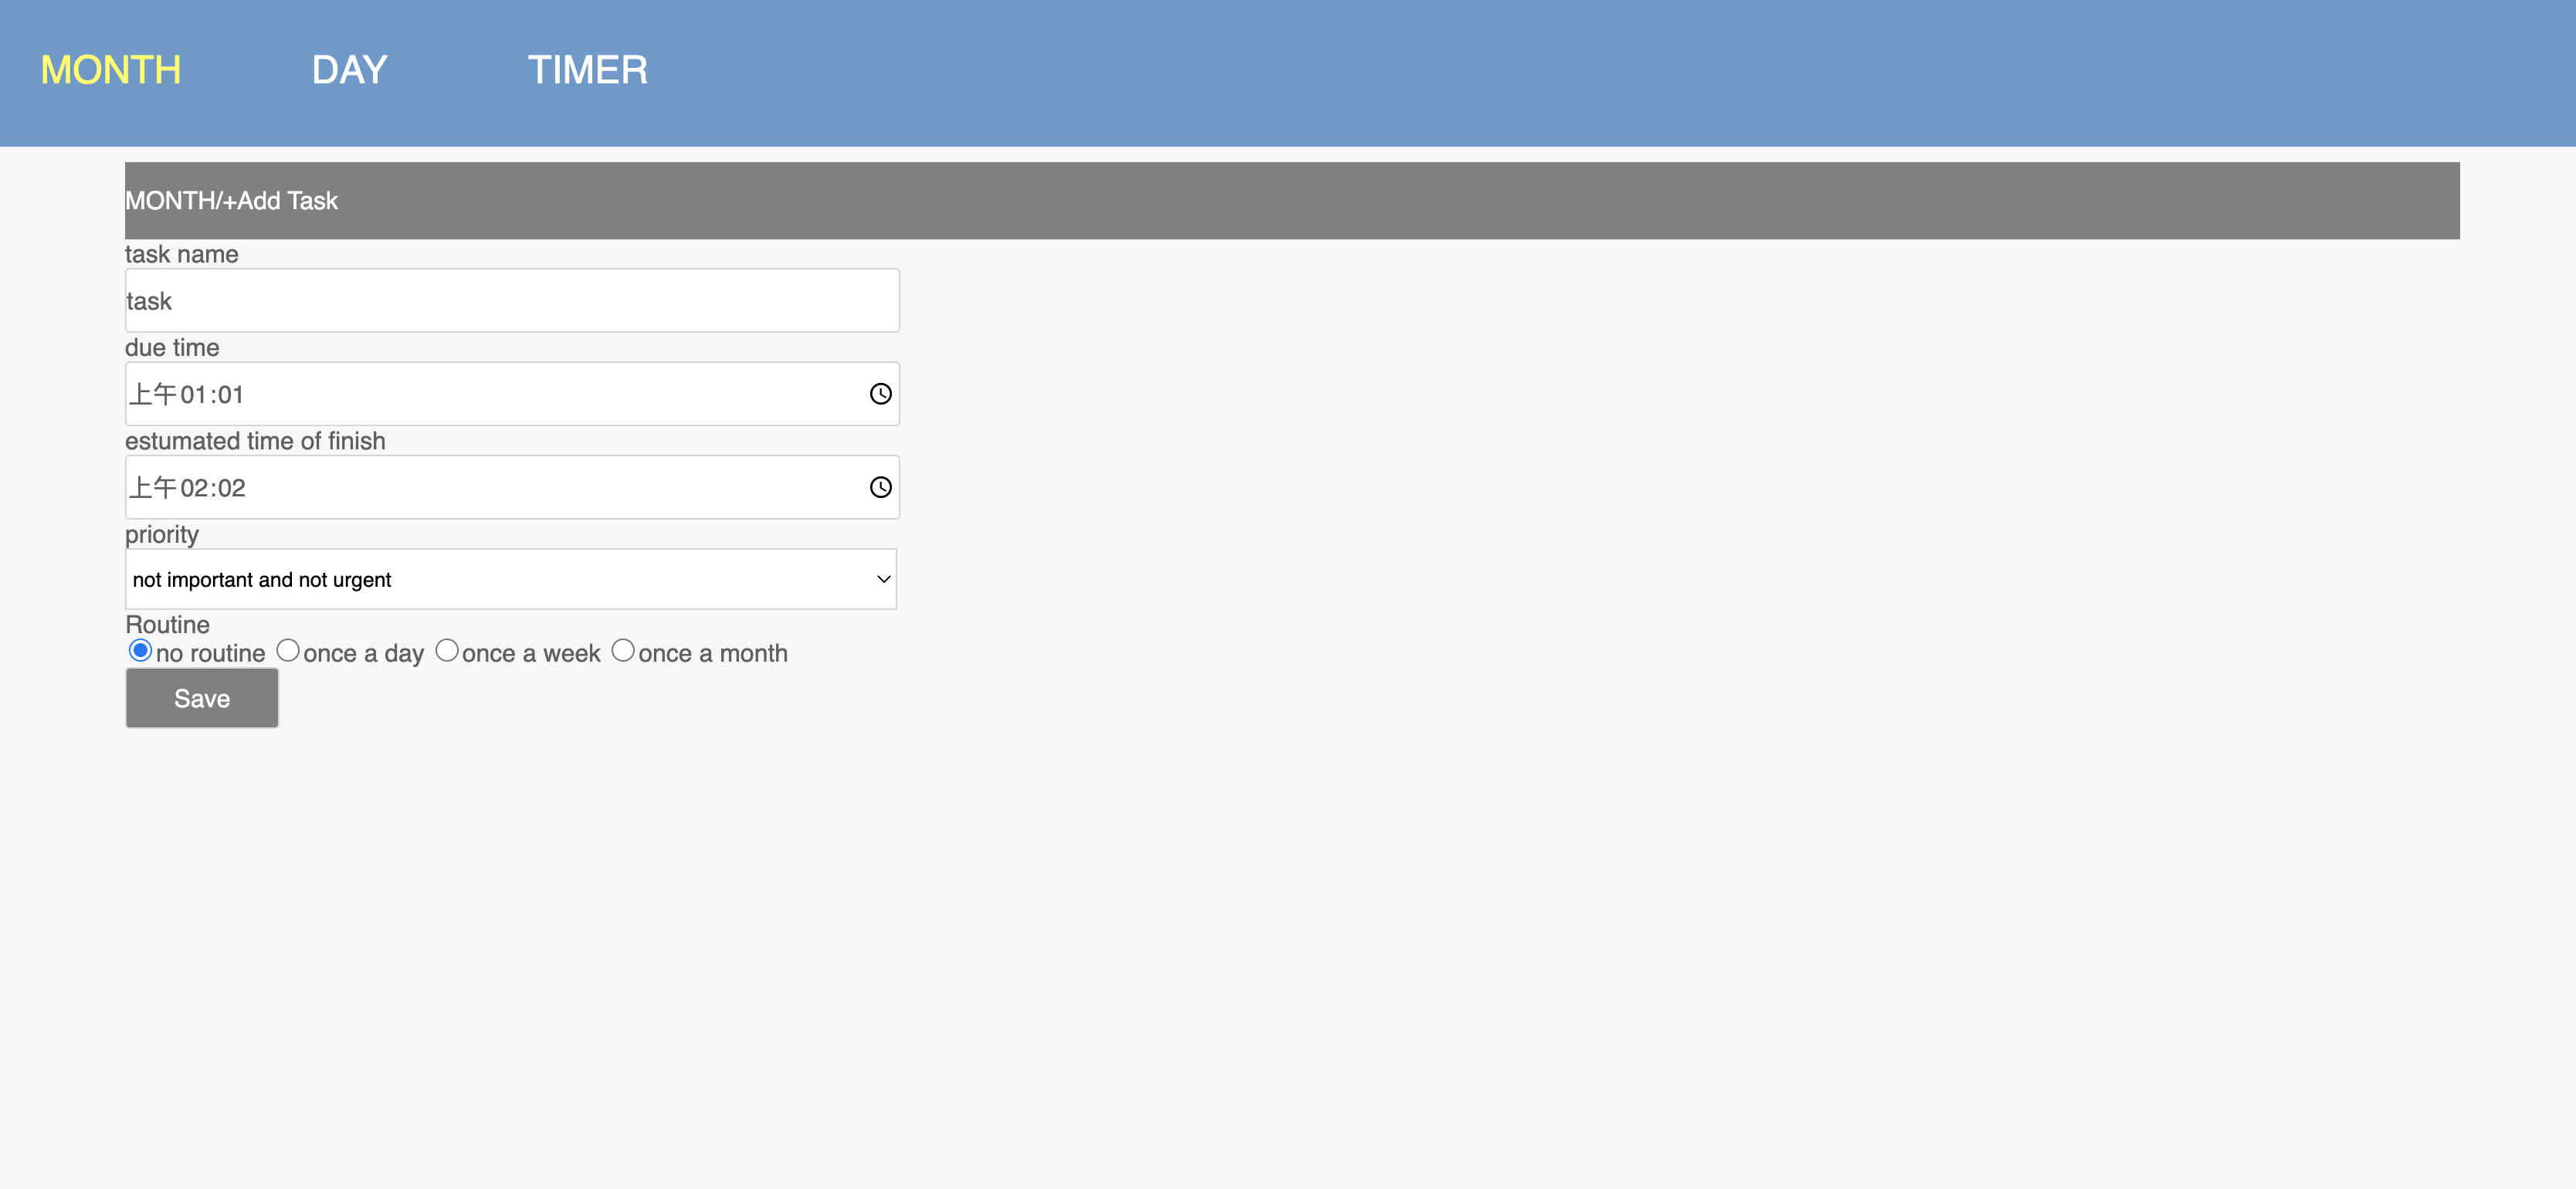 MONTH DAY TIMER
MONTH/+Add Task
task name
task
due time
上午01:01
estumated time of finish
上午02:02
priority
not important and not urgent
Routine
no routine once a day once a week once a month
Save